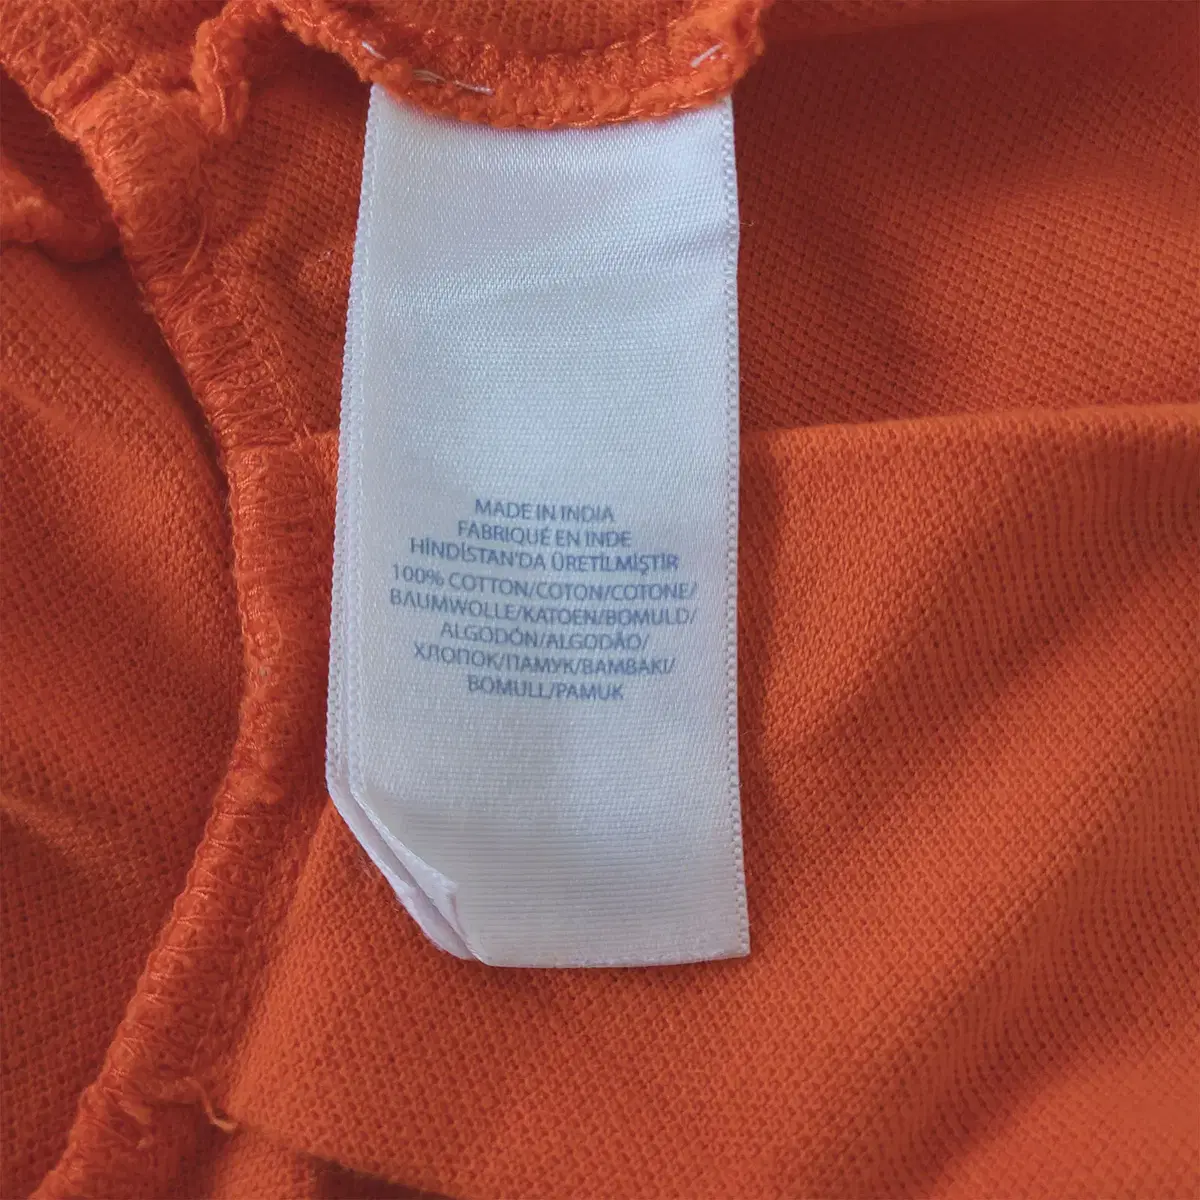 MADE IN INDIA
FABRIQUÉ EN INDE
HİNDİSTAN'DA ÜRETİLMİŞTİR
100% COTTON/COTON/COTONE/
BAUMWOLLE/KATOEN/BOMULD/
ALGODÓN/ALGODÃO/
ХЛОПОК/ПАМУК/BAMBAKI/
BOMULL/PAMUK